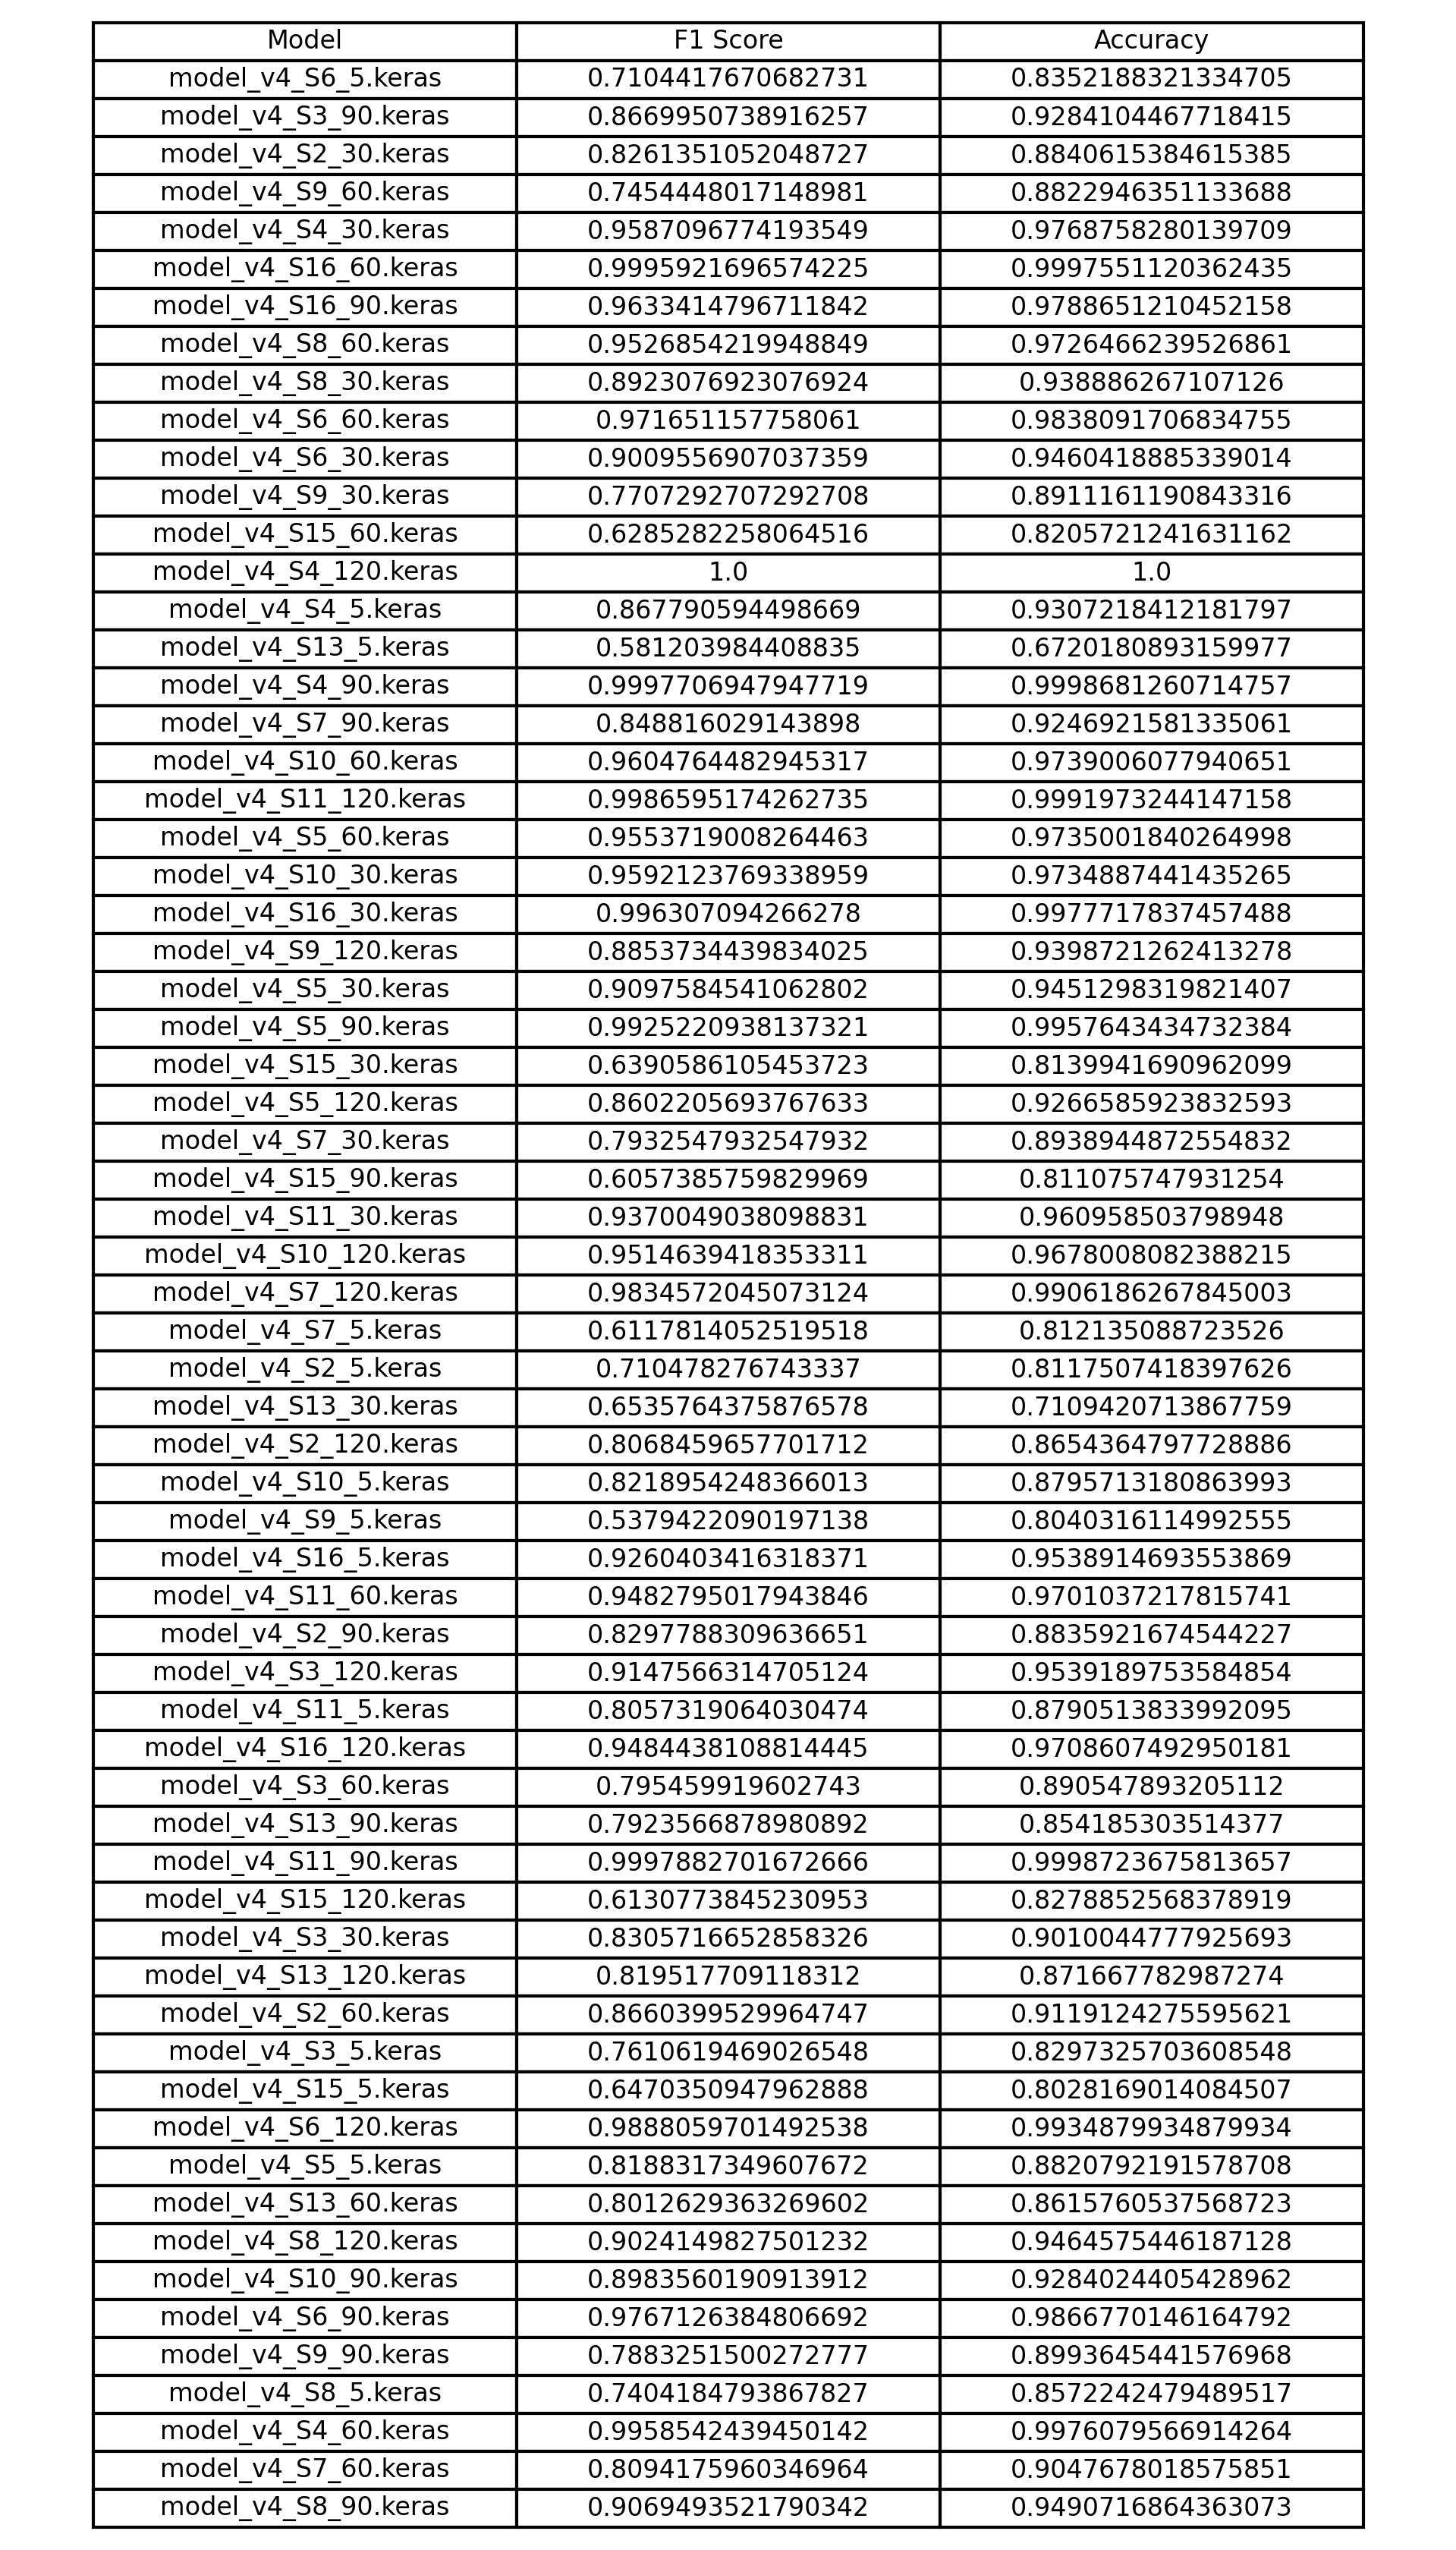 Model F1 Score Accuracy
model_v4_S6_5.keras 0.7104417670682731 0.8352188321334705
model_v4_S3_90.keras 0.8669950738916257 0.9284104467718415
model_v4_S2_30.keras 0.8261351052048727 0.8840615384615385
model_v4_S9_60.keras 0.7454448017148981 0.8822946351133688
model_v4_S4_30.keras 0.9587096774193549 0.9768758280139709
model_v4_S16_60.keras 0.9995921696574225 0.9997551120362435
model_v4_S16_90.keras 0.9633414796711842 0.9788651210452158
model_v4_S8_60.keras 0.9526854219948849 0.9726466239526861
model_v4_S8_30.keras 0.8923076923076924 0.938886267107126
model_v4_S6_60.keras 0.971651157758061 0.9838091706834755
model_v4_S6_30.keras 0.9009556907037359 0.9460418885339014
model_v4_S9_30.keras 0.7707292707292708 0.8911161190843316
model_v4_S15_60.keras 0.6285282258064516 0.8205721241631162
model_v4_S4_120.keras 1.0 1.0
model_v4_S4_5.keras 0.867790594498669 0.9307218412181797
model_v4_S13_5.keras 0.581203984408835 0.6720180893159977
model_v4_S4_90.keras 0.9997706947947719 0.9998681260714757
model_v4_S7_90.keras 0.848816029143898 0.9246921581335061
model_v4_S10_60.keras 0.9604764482945317 0.9739006077940651
model_v4_S11_120.keras 0.9986595174262735 0.9991973244147158
model_v4_S5_60.keras 0.9553719008264463 0.9735001840264998
model_v4_S10_30.keras 0.9592123769338959 0.9734887441435265
model_v4_S16_30.keras 0.996307094266278 0.9977717837457488
model_v4_S9_120.keras 0.8853734439834025 0.9398721262413278
model_v4_S5_30.keras 0.9097584541062802 0.9451298319821407
model_v4_S5_90.keras 0.9925220938137321 0.9957643434732384
model_v4_S15_30.keras 0.6390586105453723 0.8139941690962099
model_v4_S5_120.keras 0.8602205693767633 0.9266585923832593
model_v4_S7_30.keras 0.7932547932547932 0.8938944872554832
model_v4_S15_90.keras 0.6057385759829969 0.811075747931254
model_v4_S11_30.keras 0.9370049038098831 0.960958503798948
model_v4_S10_120.keras 0.9514639418353311 0.9678008082388215
model_v4_S7_120.keras 0.9834572045073124 0.9906186267845003
model_v4_S7_5.keras 0.6117814052519518 0.812135088723526
model_v4_S2_5.keras 0.710478276743337 0.8117507418397626
model_v4_S13_30.keras 0.6535764375876578 0.7109420713867759
model_v4_S2_120.keras 0.8068459657701712 0.8654364797728886
model_v4_S10_5.keras 0.8218954248366013 0.8795713180863993
model_v4_S9_5.keras 0.5379422090197138 0.8040316114992555
model_v4_S16_5.keras 0.9260403416318371 0.9538914693553869
model_v4_S11_60.keras 0.9482795017943846 0.9701037217815741
model_v4_S2_90.keras 0.8297788309636651 0.8835921674544227
model_v4_S3_120.keras 0.9147566314705124 0.9539189753584854
model_v4_S11_5.keras 0.8057319064030474 0.8790513833992095
model_v4_S16_120.keras 0.9484438108814445 0.9708607492950181
model_v4_S3_60.keras 0.795459919602743 0.890547893205112
model_v4_S13_90.keras 0.7923566878980892 0.854185303514377
model_v4_S11_90.keras 0.9997882701672666 0.9998723675813657
model_v4_S15_120.keras 0.6130773845230953 0.8278852568378919
model_v4_S3_30.keras 0.8305716652858326 0.9010044777925693
model_v4_S13_120.keras 0.819517709118312 0.871667782987274
model_v4_S2_60.keras 0.8660399529964747 0.9119124275595621
model_v4_S3_5.keras 0.7610619469026548 0.8297325703608548
model_v4_S15_5.keras 0.6470350947962888 0.8028169014084507
model_v4_S6_120.keras 0.9888059701492538 0.9934879934879934
model_v4_S5_5.keras 0.8188317349607672 0.8820792191578708
model_v4_S13_60.keras 0.8012629363269602 0.8615760537568723
model_v4_S8_120.keras 0.9024149827501232 0.9464575446187128
model_v4_S10_90.keras 0.8983560190913912 0.9284024405428962
model_v4_S6_90.keras 0.9767126384806692 0.9866770146164792
model_v4_S9_90.keras 0.7883251500272777 0.8993645441576968
model_v4_S8_5.keras 0.7404184793867827 0.8572242479489517
model_v4_S4_60.keras 0.9958542439450142 0.9976079566914264
model_v4_S7_60.keras 0.8094175960346964 0.9047678018575851
model_v4_S8_90.keras 0.9069493521790342 0.9490716864363073